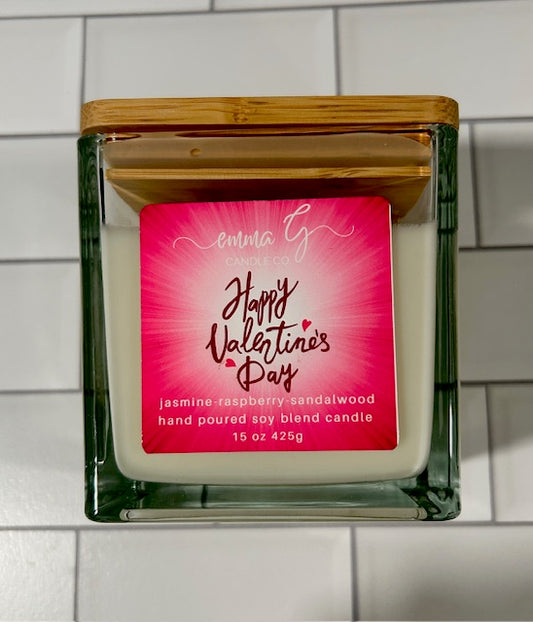 emma G
CANDLE CO.
Happy
Valentine's
Day
jasmine-raspberry-sandalwood
hand poured soy blend candle
15 oz 425g